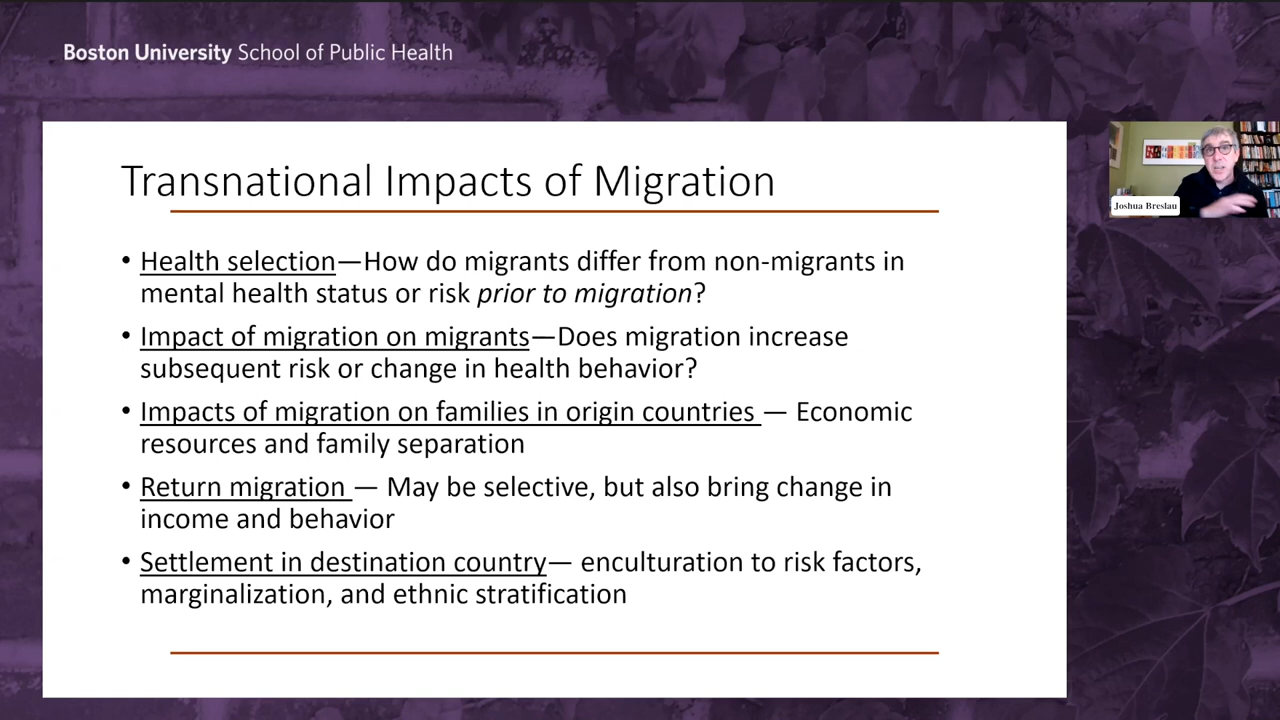 Boston University School of Public Health
Transnational Impacts of Migration
• Health selection—How do migrants differ from non-migrants in
mental health status or risk prior to migration?
• Impact of migration on migrants—Does migration increase
subsequent risk or change in health behavior?
• Impacts of migration on families in origin countries — Economic
resources and family separation
• Return migration — May be selective, but also bring change in
income and behavior
• Settlement in destination country— enculturation to risk factors,
marginalization, and ethnic stratification
Joshua Breslau